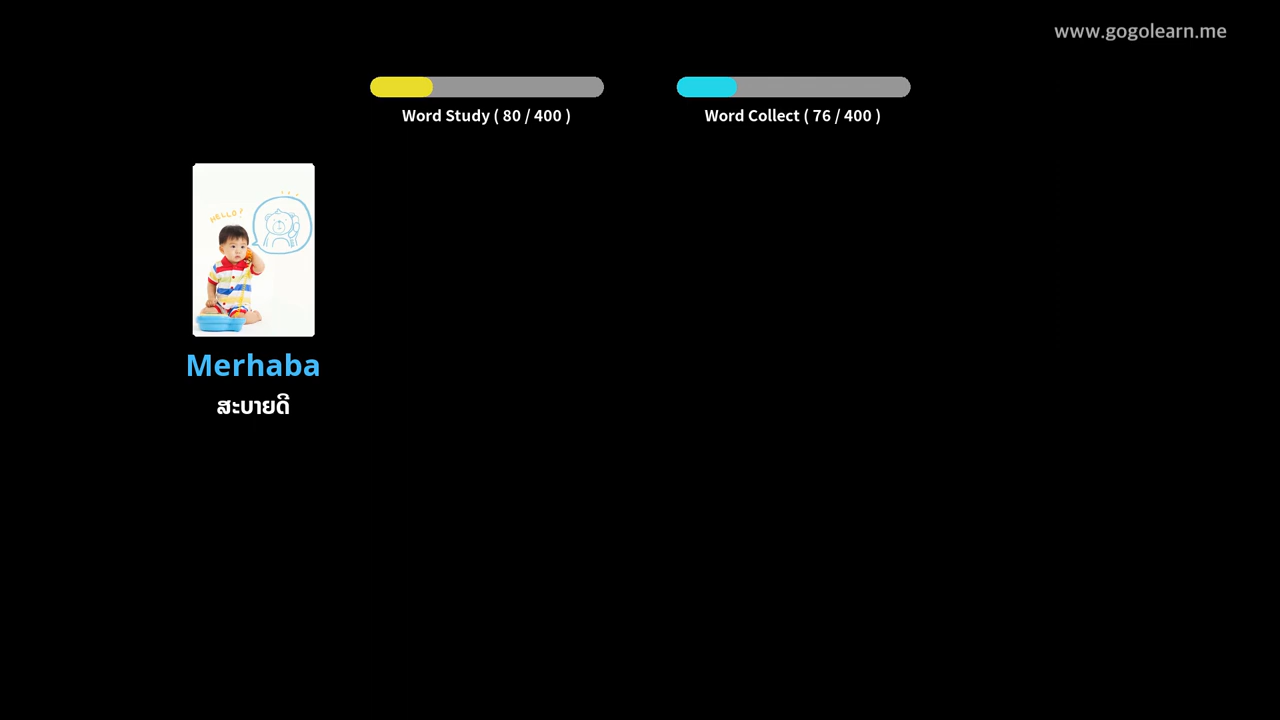 www.gogolearn.me
Word Study ( 80 / 400 )
Word Collect ( 76 / 400 )
HELLO?
Merhaba
ສະບາຍດີ